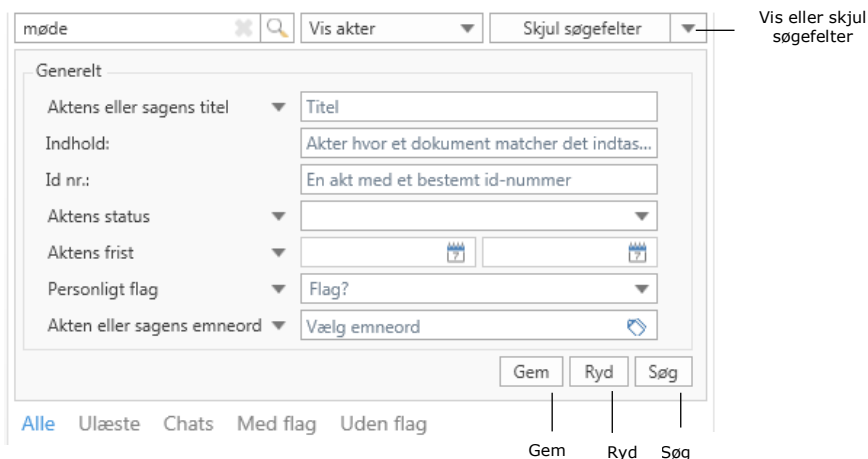 møde Vis akter Skjul søgefelter
Vis eller skjul
søgefelter
Generelt
Aktens eller sagens titel Titel
Indhold: Akter hvor et dokument matcher det indtas...
Id nr.: En akt med et bestemt id-nummer
Aktens status
Aktens frist 7 7
Personligt flag Flag?
Akten eller sagens emneord Vælg emneord
Gem Ryd Søg
Alle Ulæste Chats Med flag Uden flag
Gem Ryd Søg